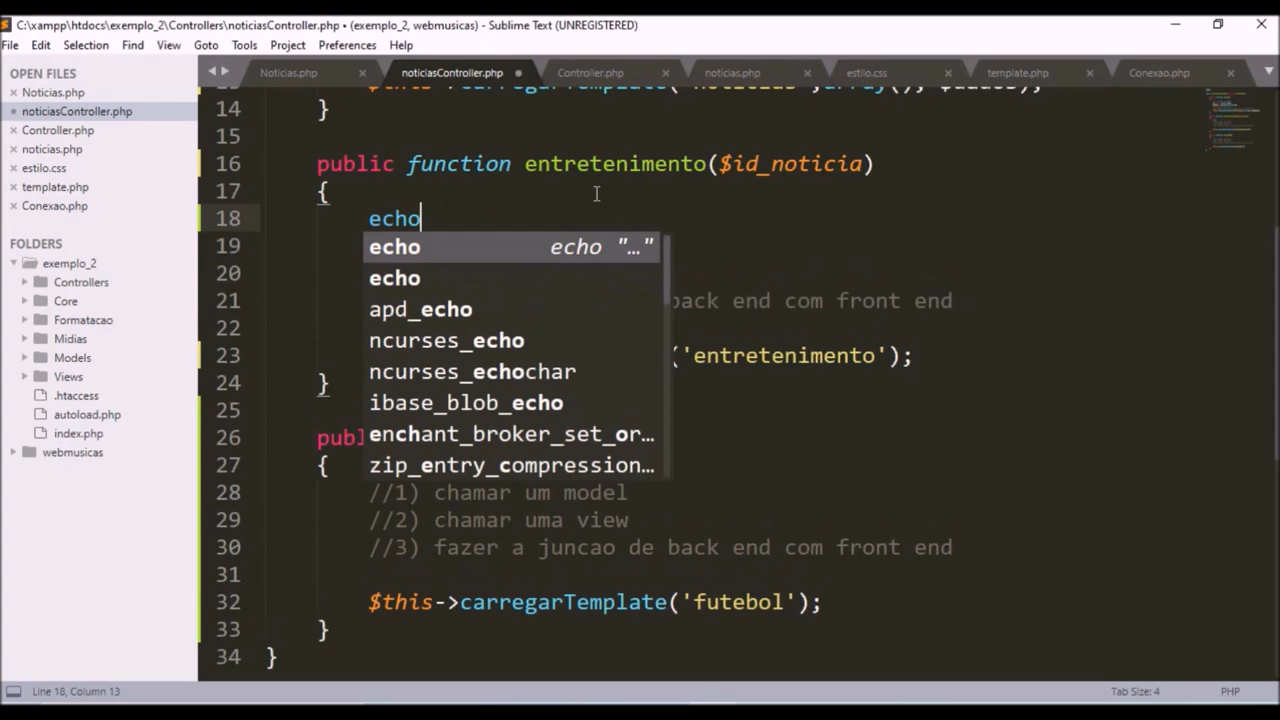 C:\xampp\htdocs\exemplo_2\Controllers\noticiasController.php • (exemplo_2, webmusicas) - Sublime Text (UNREGISTERED)
File Edit Selection Find View Goto Tools Project Preferences Help
OPEN FILES
Noticias.php
noticiasController.php
Controller.php
noticias.php
estilo.css
template.php
Conexao.php
FOLDERS
exemplo_2
Controllers
Core
Formatacao
Midias
Models
Views
.htaccess
autoload.php
index.php
webmusicas
Noticias.php noticiasController.php Controller.php noticias.php estilo.css template.php Conexao.php
$this->carregarTemplate('noticias',array(), $dados);
14 }
15
16 public function entretenimento($id_noticia)
17 {
18 echo
echo echo "…"
echo
apd_echo
ncurses_echo
ncurses_echochar
ibase_blob_echo
enchant_broker_set_or…
zip_entry_compression…
19
20
21 back end com front end
22
23 ('entretenimento');
24 }
25
26 publ
27 {
28 //1) chamar um model
29 //2) chamar uma view
30 //3) fazer a juncao de back end com front end
31
32 $this->carregarTemplate('futebol');
33 }
34 }
Line 18, Column 13 Tab Size: 4 PHP